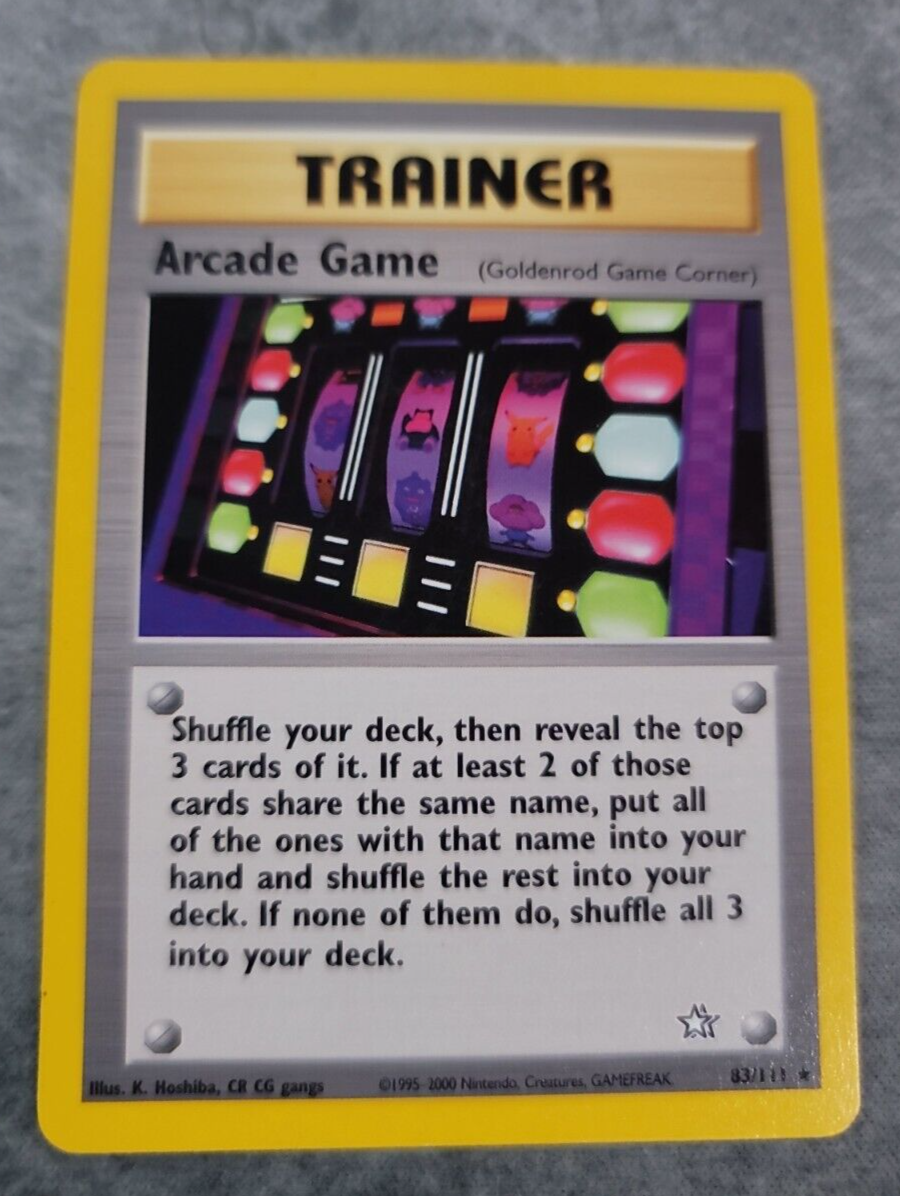 TRAINER
Arcade Game (Goldenrod Game Corner)
Shuffle your deck, then reveal the top
3 cards of it. If at least 2 of those
cards share the same name, put all
of the ones with that name into your
hand and shuffle the rest into your
deck. If none of them do, shuffle all 3
into your deck.
Illus. K. Hoshiba, CR CG gangs ©1995-2000 Nintendo, Creatures, GAMEFREAK. 83/111 ★